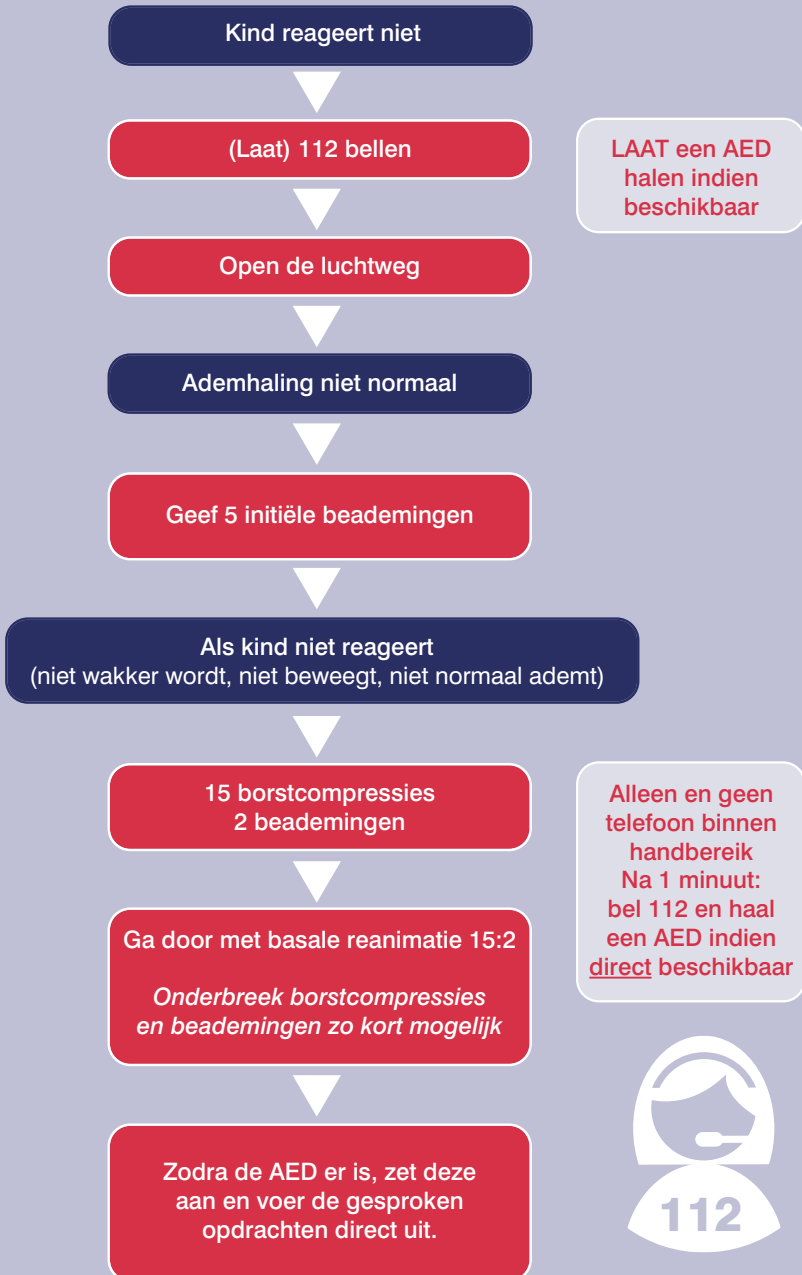 Kind reageert niet
(Laat) 112 bellen
LAAT een AED
halen indien
beschikbaar
Open de luchtweg
Ademhaling niet normaal
Geef 5 initiële beademingen
Als kind niet reageert
(niet wakker wordt, niet beweegt, niet normaal ademt)
15 borstcompressies
2 beademingen
Alleen en geen
telefoon binnen
handbereik
Na 1 minuut:
bel 112 en haal
een AED indien
direct beschikbaar
Ga door met basale reanimatie 15:2
Onderbreek borstcompressies
en beademingen zo kort mogelijk
Zodra de AED er is, zet deze
aan en voer de gesproken
opdrachten direct uit.
112